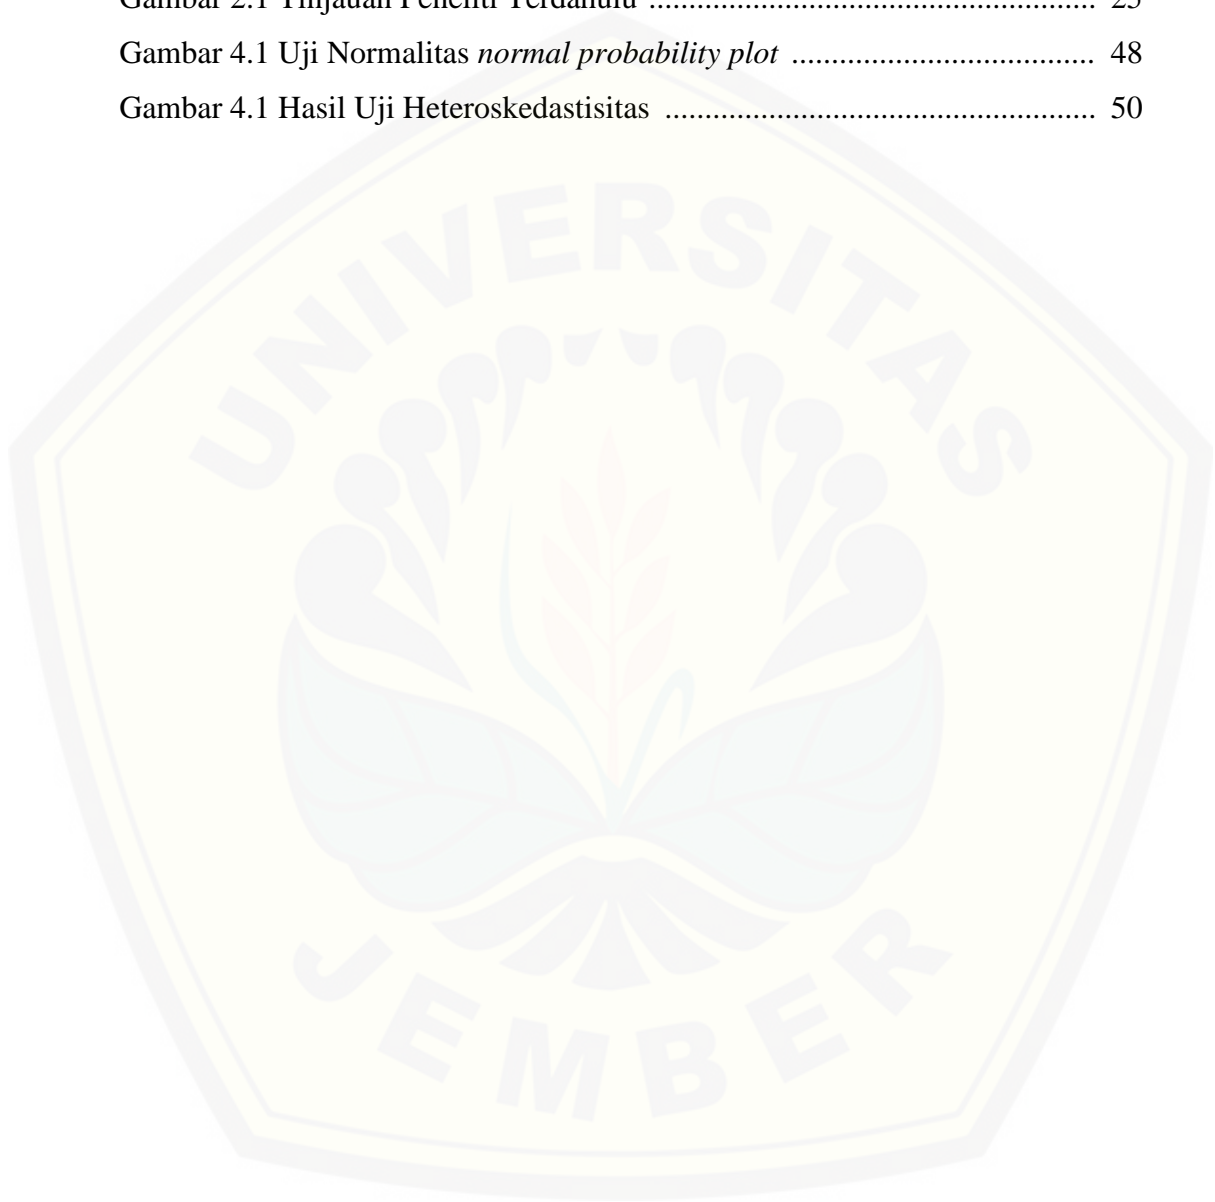 Gambar 2.1 Tinjauan Peneliti Terdahulu ........................................................ 25
Gambar 4.1 Uji Normalitas normal probability plot ...................................... 48
Gambar 4.1 Hasil Uji Heteroskedastisitas ...................................................... 50
UNIVERSITAS
JEMBER